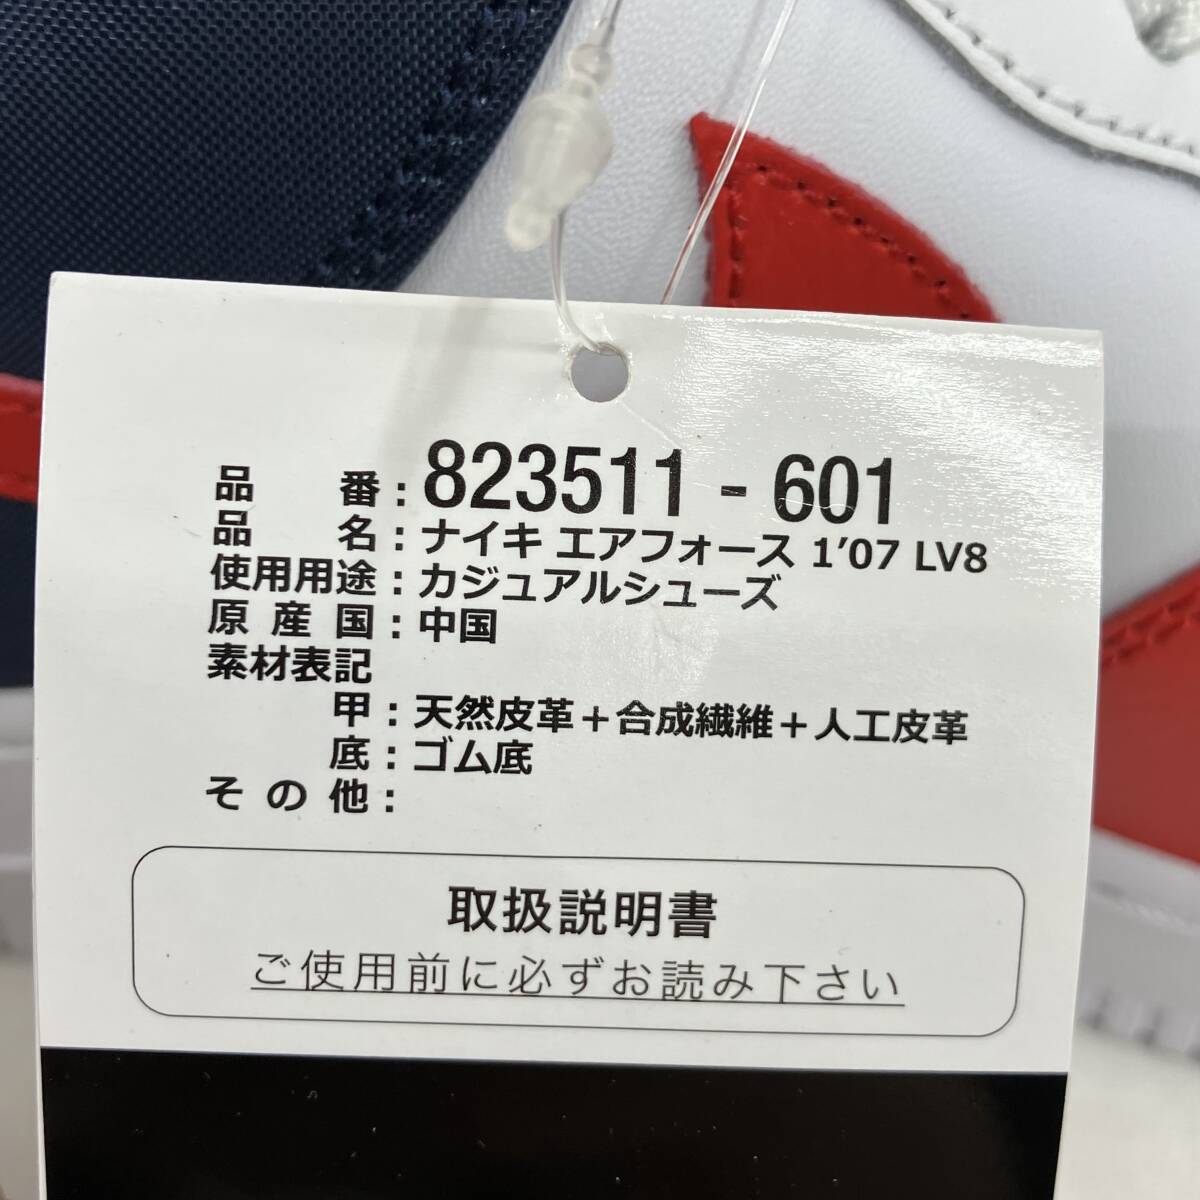 品番：823511 - 601
品名：ナイキ エアフォース 1’07 LV8
使用用途：カジュアルシューズ
原産国：中国
素材表記
甲：天然皮革＋合成繊維＋人工皮革
底：ゴム底
その他：
取扱説明書
ご使用前に必ずお読み下さい